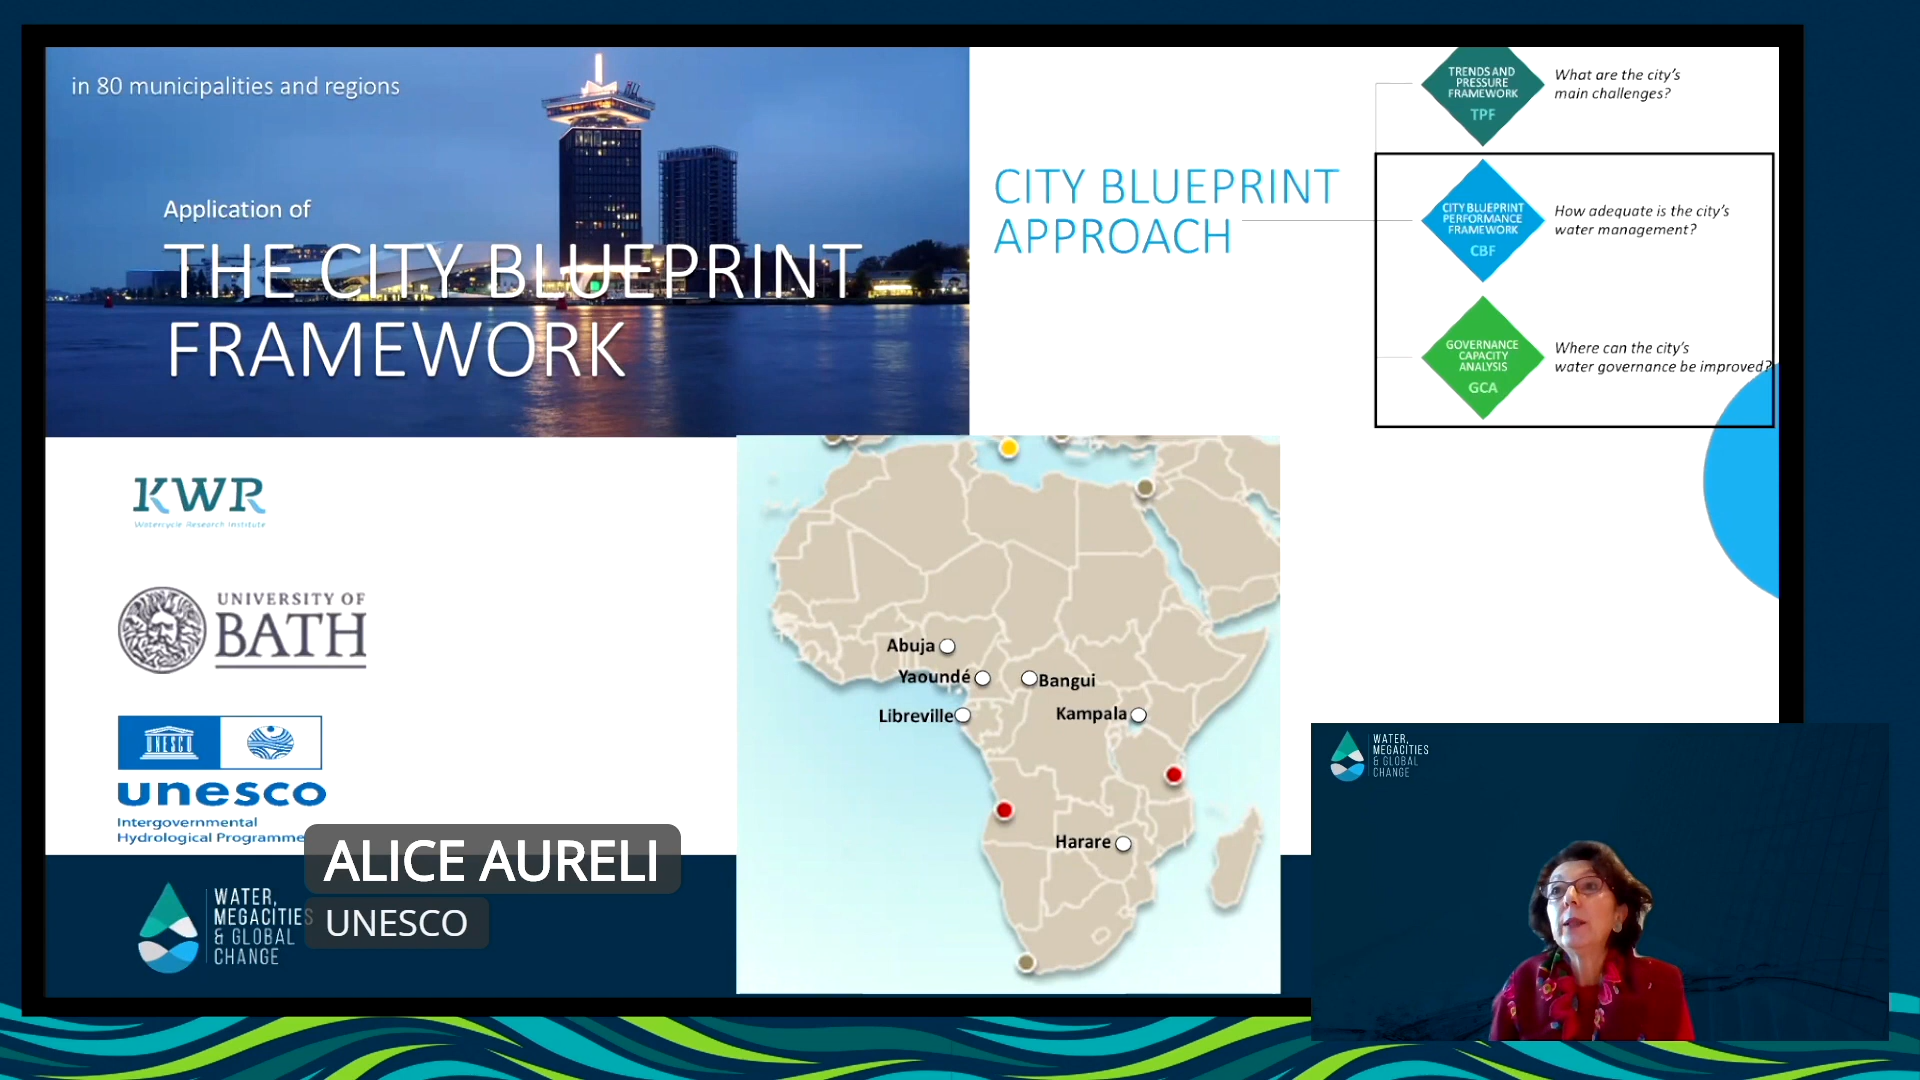 in 80 municipalities and regions
Application of
THE CITY BLUEPRINT
FRAMEWORK
CITY BLUEPRINT
APPROACH
TRENDS AND
PRESSURE
FRAMEWORK
TPF
What are the city's
main challenges?
CITY BLUEPRINT
PERFORMANCE
FRAMEWORK
CBF
How adequate is the city's
water management?
GOVERNANCE
CAPACITY
ANALYSIS
GCA
Where can the city's
water governance be improved?
KWR
Watercycle Research Institute
UNIVERSITY OF
BATH
UNESCO
unesco
Intergovernmental
Hydrological Programme
Abuja
Yaoundé
Bangui
Libreville
Kampala
Harare
ALICE AURELI
UNESCO
WATER,
MEGACITIES
& GLOBAL
CHANGE
WATER,
MEGACITIES
& GLOBAL
CHANGE